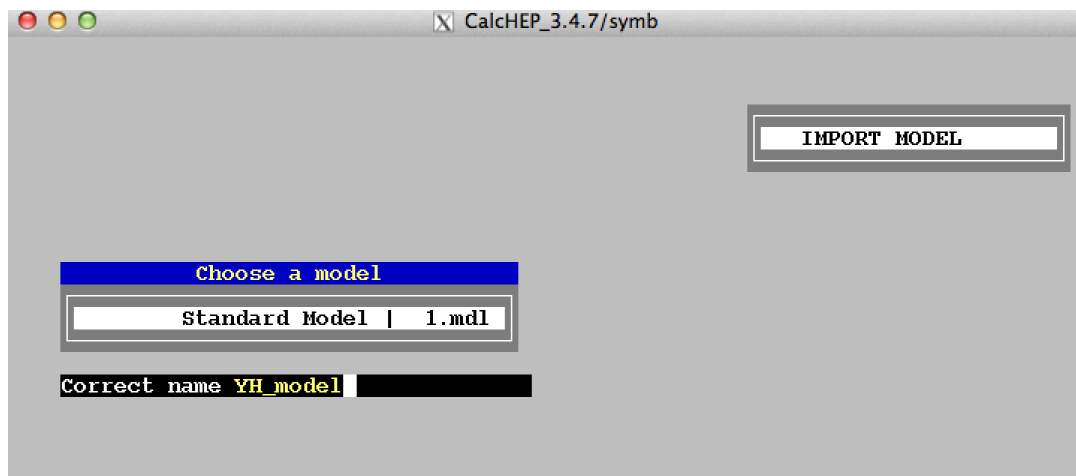 CalcHEP_3.4.7/symb
IMPORT MODEL
Choose a model
Standard Model | 1.mdl
Correct name YH_model